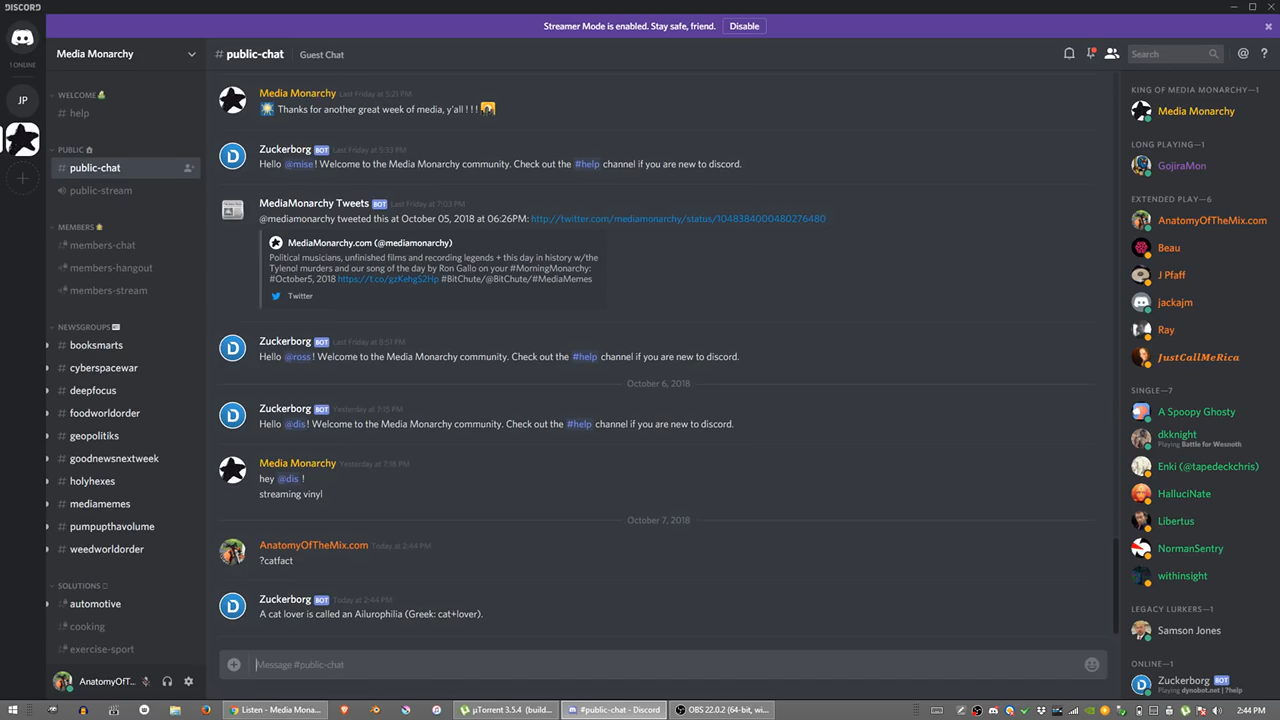 DISCORD
Streamer Mode is enabled. Stay safe, friend. Disable
1 ONLINE
JP
Media Monarchy
WELCOME
help
PUBLIC
# public-chat
public-stream
MEMBERS
members-chat
members-hangout
members-stream
NEWSGROUPS
# booksmarts
# cyberspacewar
# deepfocus
# foodworldorder
# geopolitiks
# goodnewsnextweek
# holyhexes
# mediamemes
# pumpupthavolume
# weedworldorder
SOLUTIONS
automotive
cooking
exercise-sport
AnatomyOfT...
# public-chat Guest Chat
Search
Media Monarchy Last Friday at 5:21 PM
Thanks for another great week of media, y'all ! ! !
Zuckerborg BOT Last Friday at 5:33 PM
Hello @mise! Welcome to the Media Monarchy community. Check out the #help channel if you are new to discord.
MediaMonarchy Tweets BOT Last Friday at 7:03 PM
@mediamonarchy tweeted this at October 05, 2018 at 06:26PM: http://twitter.com/mediamonarchy/status/1048384000480276480
MediaMonarchy.com (@mediamonarchy)
Political musicians, unfinished films and recording legends + this day in history w/the
Tylenol murders and our song of the day by Ron Gallo on your #MorningMonarchy:
#October5, 2018 https://t.co/gzKehg52Hp #BitChute/@BitChute/#MediaMemes
Twitter
Zuckerborg BOT Last Friday at 8:51 PM
Hello @ross! Welcome to the Media Monarchy community. Check out the #help channel if you are new to discord.
October 6, 2018
Zuckerborg BOT Yesterday at 7:15 PM
Hello @dis! Welcome to the Media Monarchy community. Check out the #help channel if you are new to discord.
Media Monarchy Yesterday at 7:18 PM
hey @dis !
streaming vinyl
October 7, 2018
AnatomyOfTheMix.com Today at 2:44 PM
?catfact
Zuckerborg BOT Today at 2:44 PM
A cat lover is called an Ailurophilia (Greek: cat+lover).
Message #public-chat
KING OF MEDIA MONARCHY—1
Media Monarchy
LONG PLAYING—1
GojiraMon
EXTENDED PLAY—6
AnatomyOfTheMix.com
Beau
J Pfaff
jackajm
Ray
JustCallMeRica
SINGLE—7
A Spoopy Ghosty
dkknight
Playing Battle for Wesnoth
Enki (@tapedeckchris)
HalluciNate
Libertus
NormanSentry
withinsight
LEGACY LURKERS—1
Samson Jones
ONLINE—1
Zuckerborg BOT
Playing dynobot.net | ?help
Listen - Media Mona...
µTorrent 3.5.4 (build...
#public-chat - Discord
OBS 22.0.2 (64-bit, wi...
2:44 PM